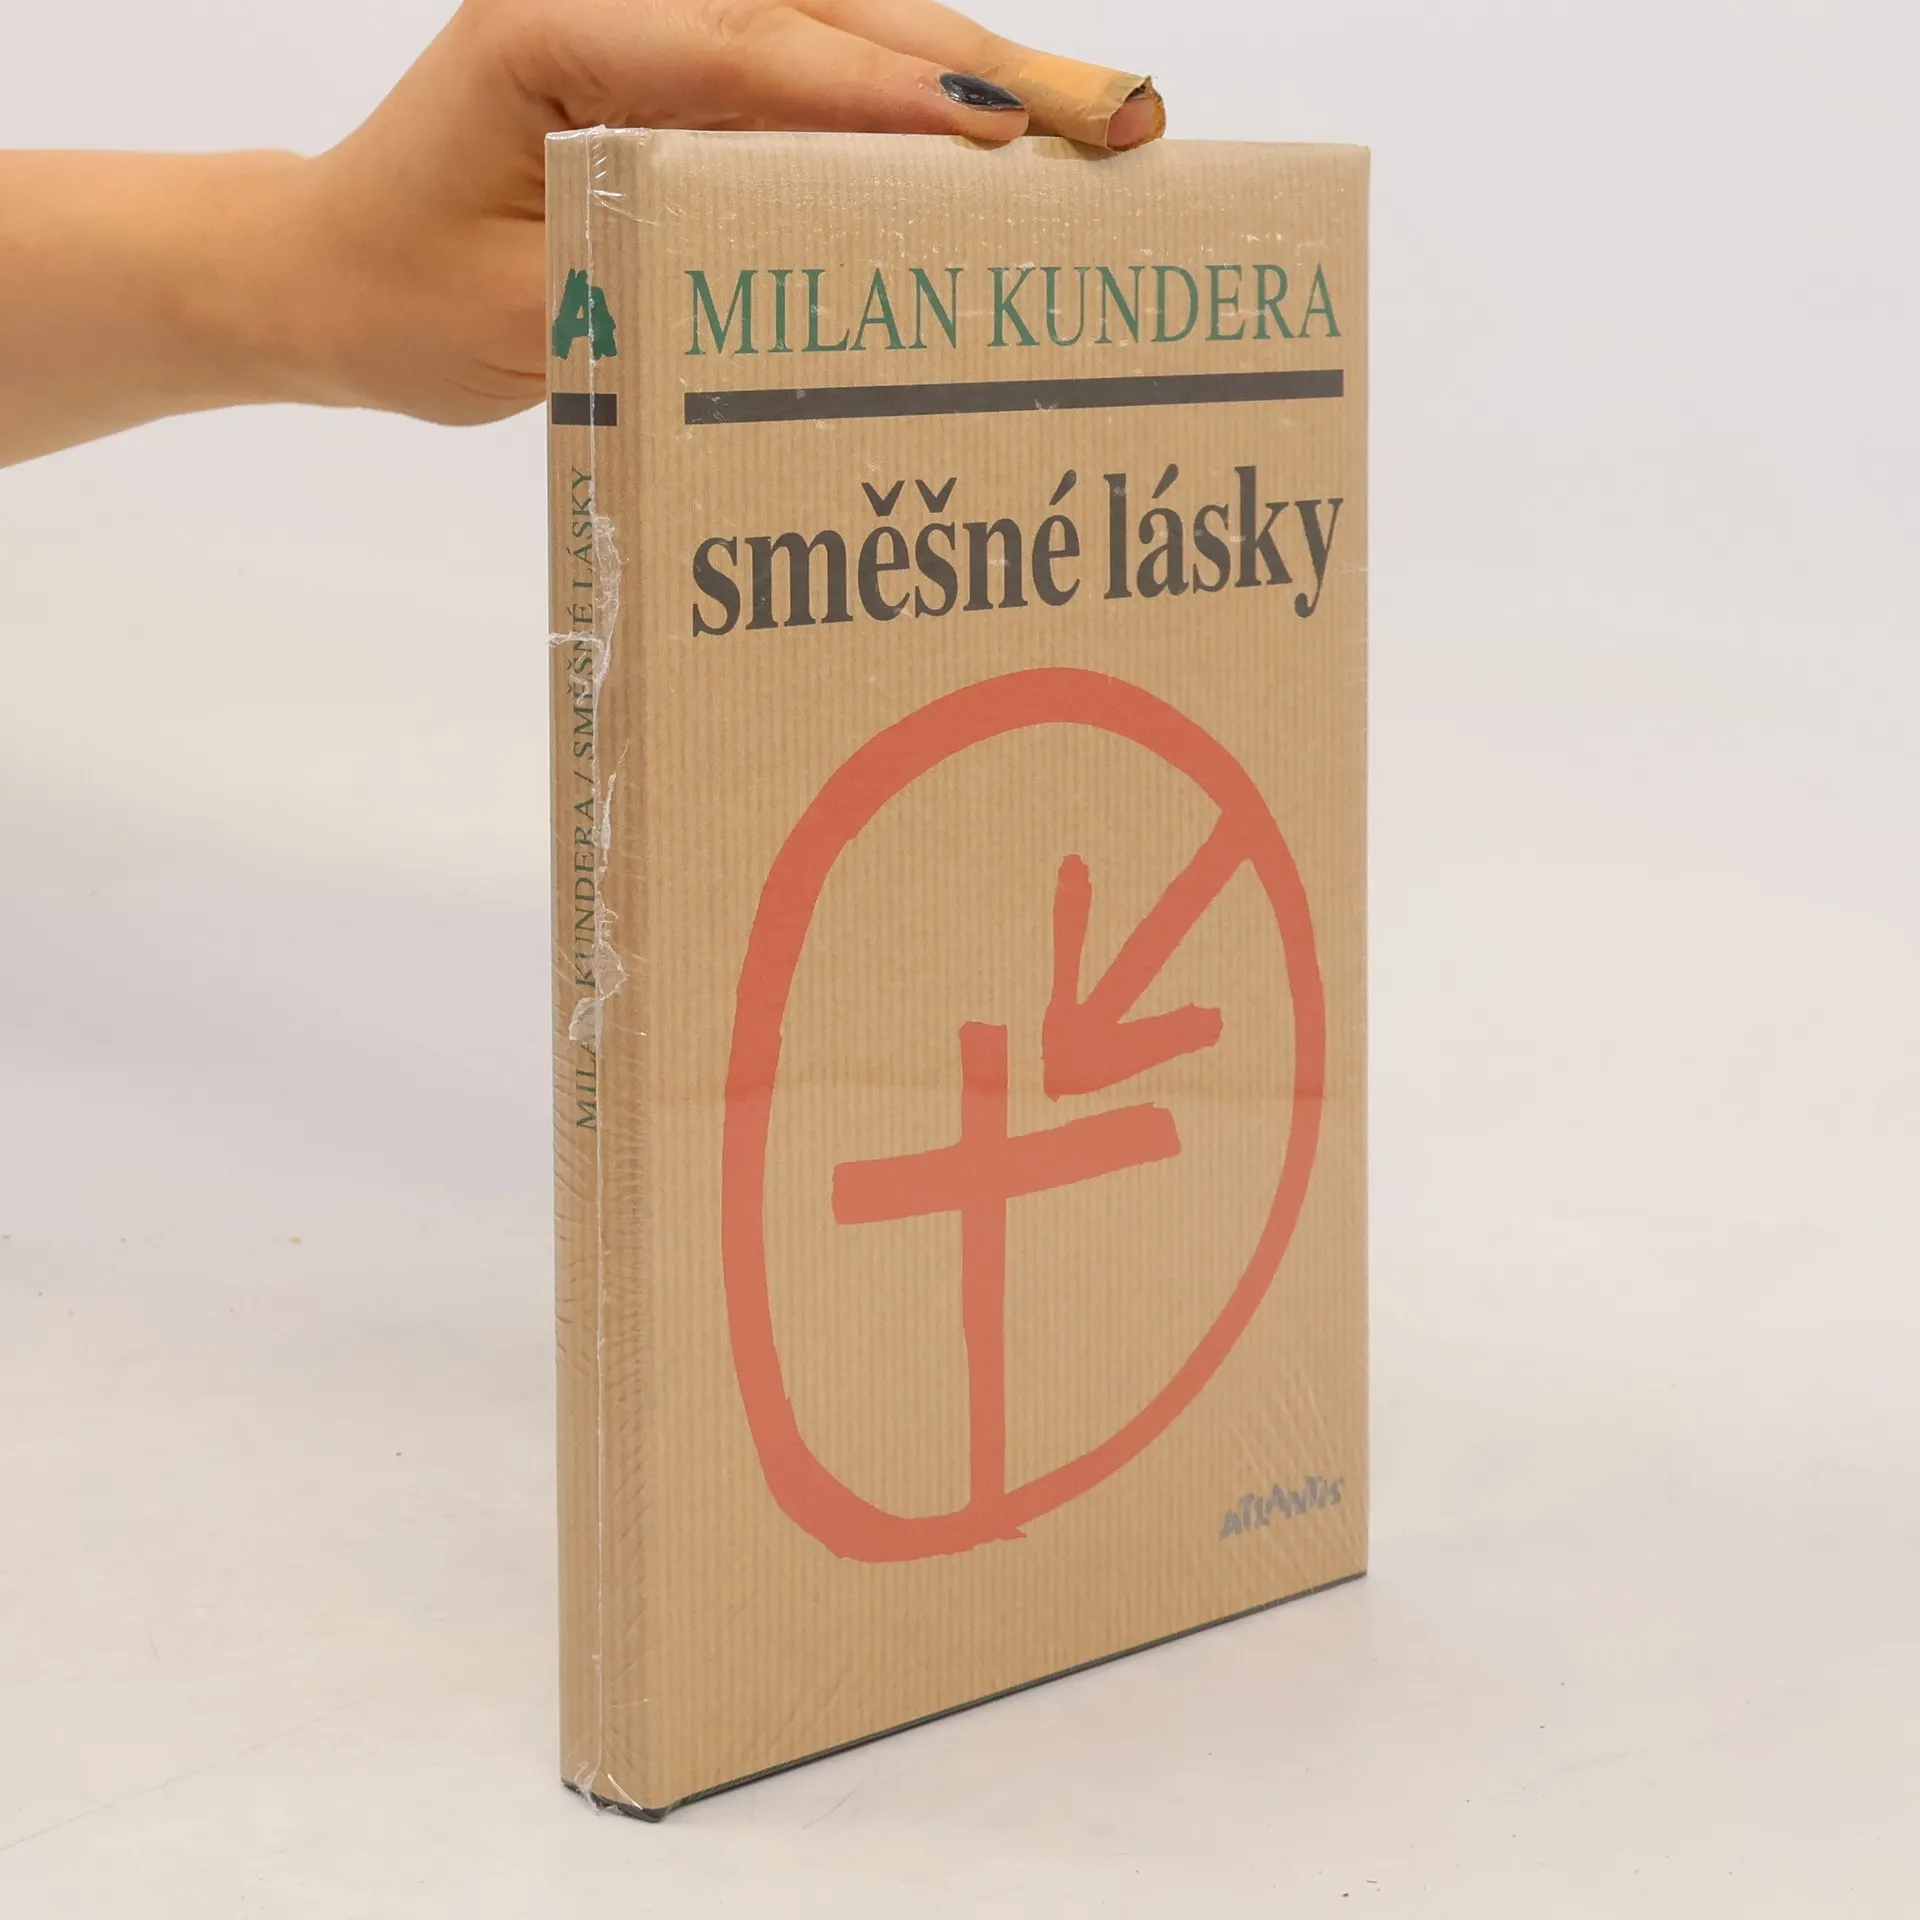 MILAN KUNDERA
směšné lásky
ATLANTIS
A
MILAN KUNDERA / SMĚŠNÉ LÁSKY